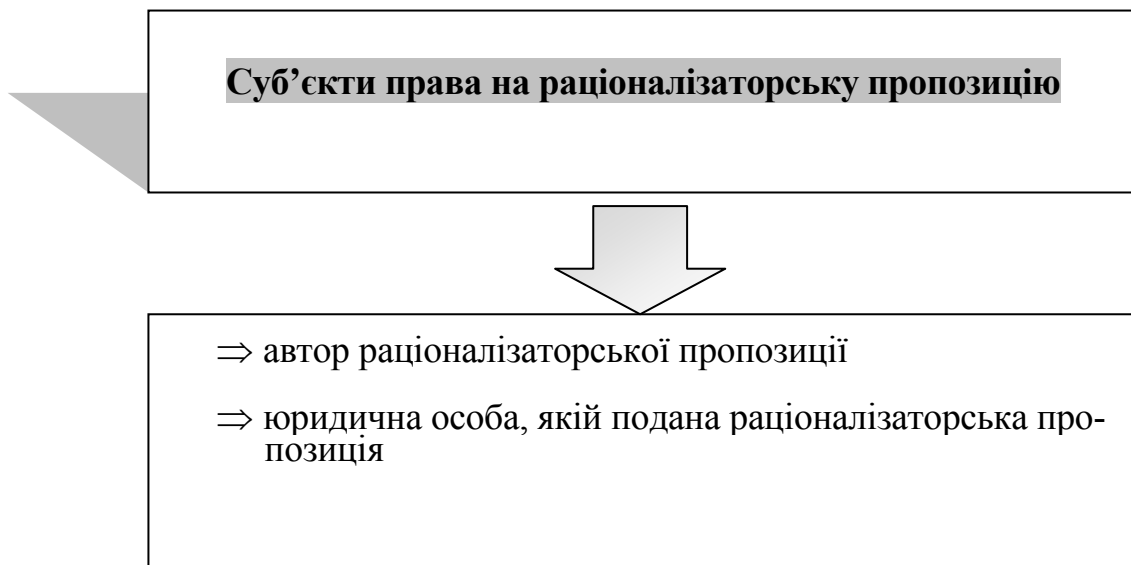 Суб’єкти права на раціоналізаторську пропозицію
⇒ автор раціоналізаторської пропозиції
⇒ юридична особа, якій подана раціоналізаторська про-
позиція